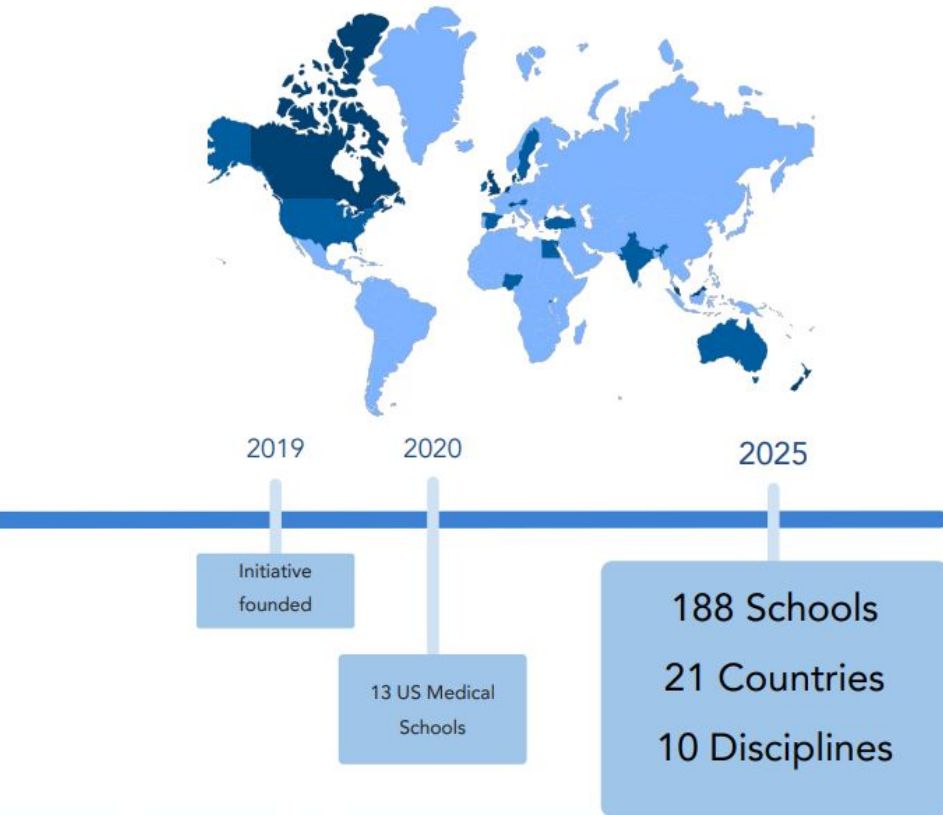 2019
2020
2025
Initiative
founded
13 US Medical
Schools
188 Schools
21 Countries
10 Disciplines